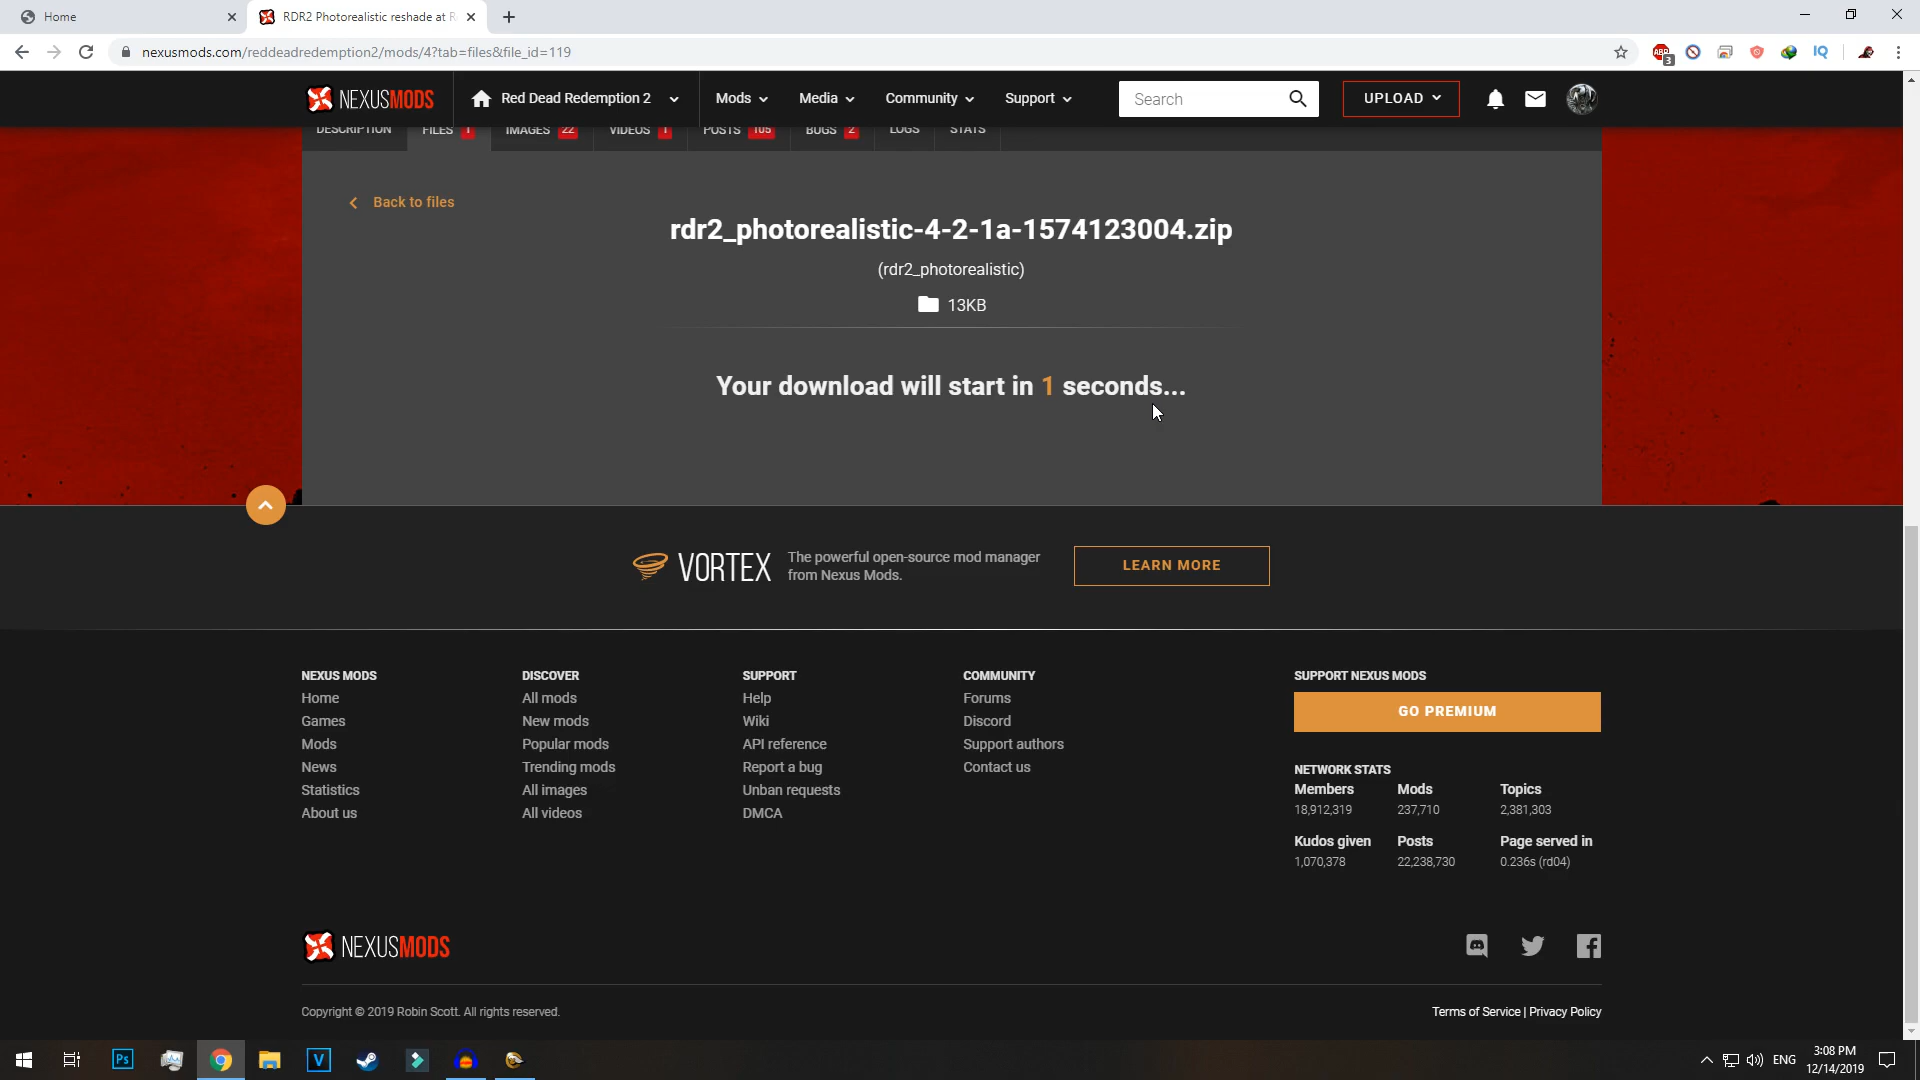 Home
RDR2 Photorealistic reshade at R
nexusmods.com/reddeadredemption2/mods/4?tab=files&file_id=119
ABP
3
IQ
NEXUSMODS
Red Dead Redemption 2
Mods
Media
Community
Support
Search
UPLOAD
DESCRIPTION
FILES 1
IMAGES 22
VIDEOS 1
POSTS 105
BUGS 2
LOGS
STATS
Back to files
rdr2_photorealistic-4-2-1a-1574123004.zip
(rdr2_photorealistic)
13KB
Your download will start in 1 seconds...
VORTEX
The powerful open-source mod manager
from Nexus Mods.
LEARN MORE
NEXUS MODS
Home
Games
Mods
News
Statistics
About us
DISCOVER
All mods
New mods
Popular mods
Trending mods
All images
All videos
SUPPORT
Help
Wiki
API reference
Report a bug
Unban requests
DMCA
COMMUNITY
Forums
Discord
Support authors
Contact us
SUPPORT NEXUS MODS
GO PREMIUM
NETWORK STATS
Members
Mods
Topics
18,912,319
237,710
2,381,303
Kudos given
Posts
Page served in
1,070,378
22,238,730
0.236s (rd04)
NEXUSMODS
Copyright © 2019 Robin Scott. All rights reserved.
Terms of Service | Privacy Policy
Ps
V
ENG
3:08 PM
12/14/2019